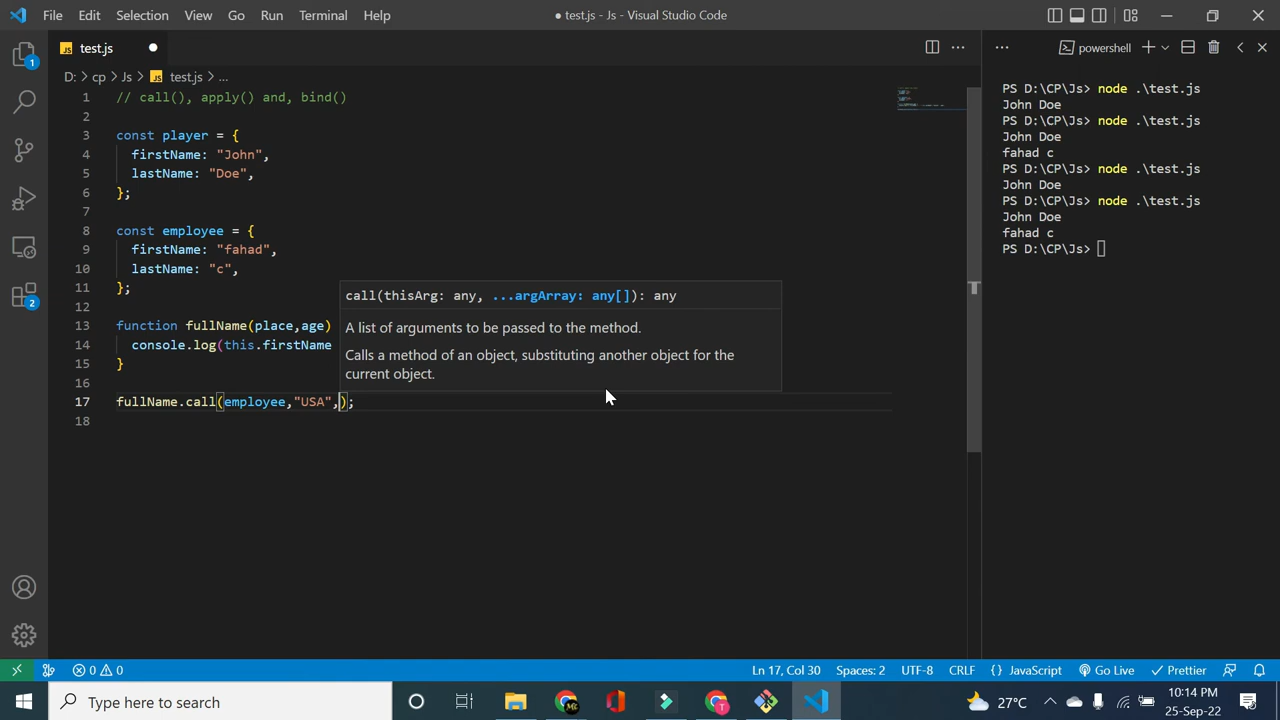 File Edit Selection View Go Run Terminal Help
● test.js - Js - Visual Studio Code
JS test.js ●
D: > cp > Js > JS test.js > ...
1 // call(), apply() and, bind()
2
3 const player = {
4 firstName: "John",
5 lastName: "Doe",
6 };
7
8 const employee = {
9 firstName: "fahad",
10 lastName: "c",
11 };
12
13 function fullName(place,age)
14 console.log(this.firstName
15 }
16
17 fullName.call(employee,"USA",);
18
call(thisArg: any, ...argArray: any[]): any
A list of arguments to be passed to the method.
Calls a method of an object, substituting another object for the
current object.
powershell
PS D:\CP\Js> node .\test.js
John Doe
PS D:\CP\Js> node .\test.js
John Doe
fahad c
PS D:\CP\Js> node .\test.js
John Doe
PS D:\CP\Js> node .\test.js
John Doe
fahad c
PS D:\CP\Js>
1
2
0 0 Ln 17, Col 30 Spaces: 2 UTF-8 CRLF {} JavaScript Go Live Prettier
Type here to search
27°C
10:14 PM
25-Sep-22